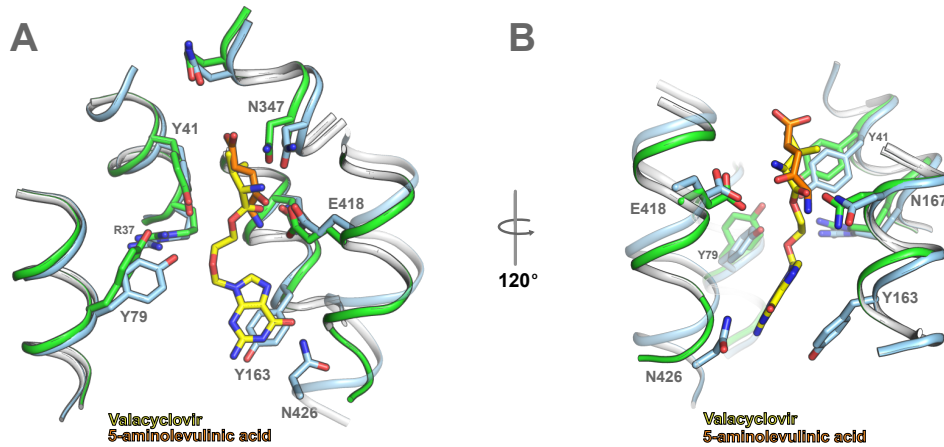 A
B
N347
Y41
Y41
E418
N167
E418
R37
Y79
Y79
120°
Y163
Y163
N426
N426
Valacyclovir
5-aminolevulinic acid
Valacyclovir
5-aminolevulinic acid